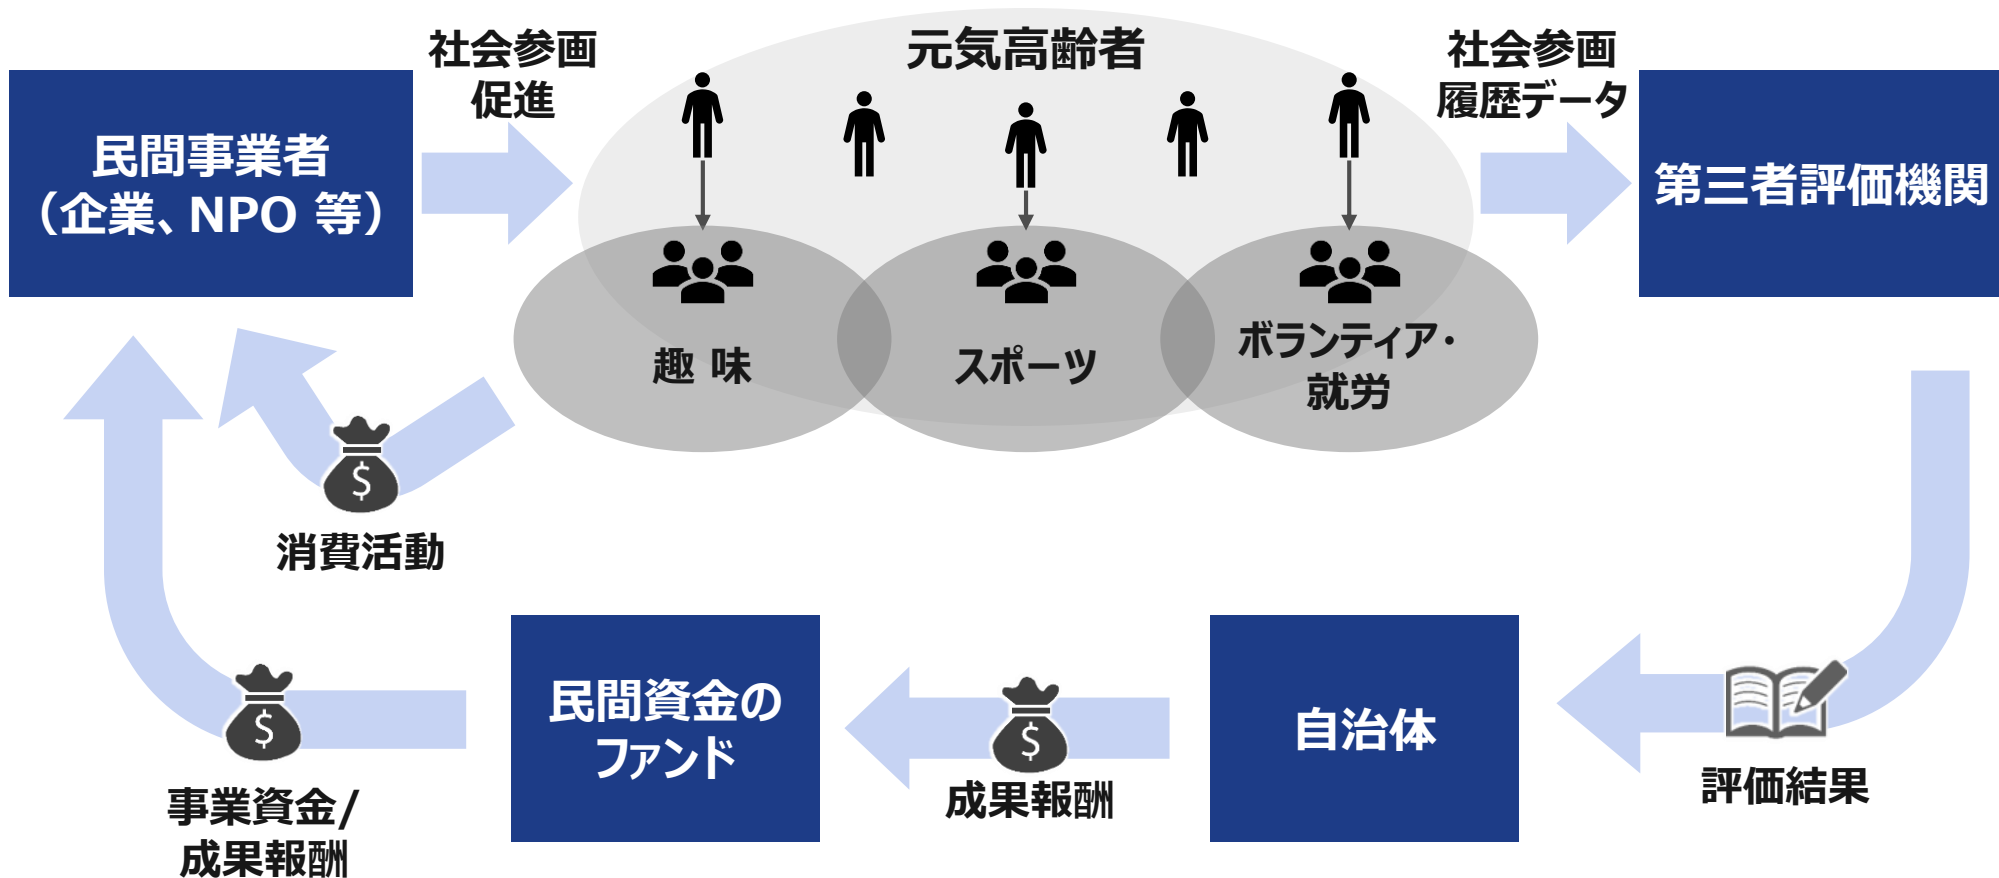 社会参画
促進
元気高齢者
社会参画
履歴データ
民間事業者
（企業、NPO 等）
第三者評価機関
趣 味
スポーツ
ボランティア・
就労
$
消費活動
民間資金の
ファンド
自治体
$
$
事業資金/
成果報酬
成果報酬
評価結果